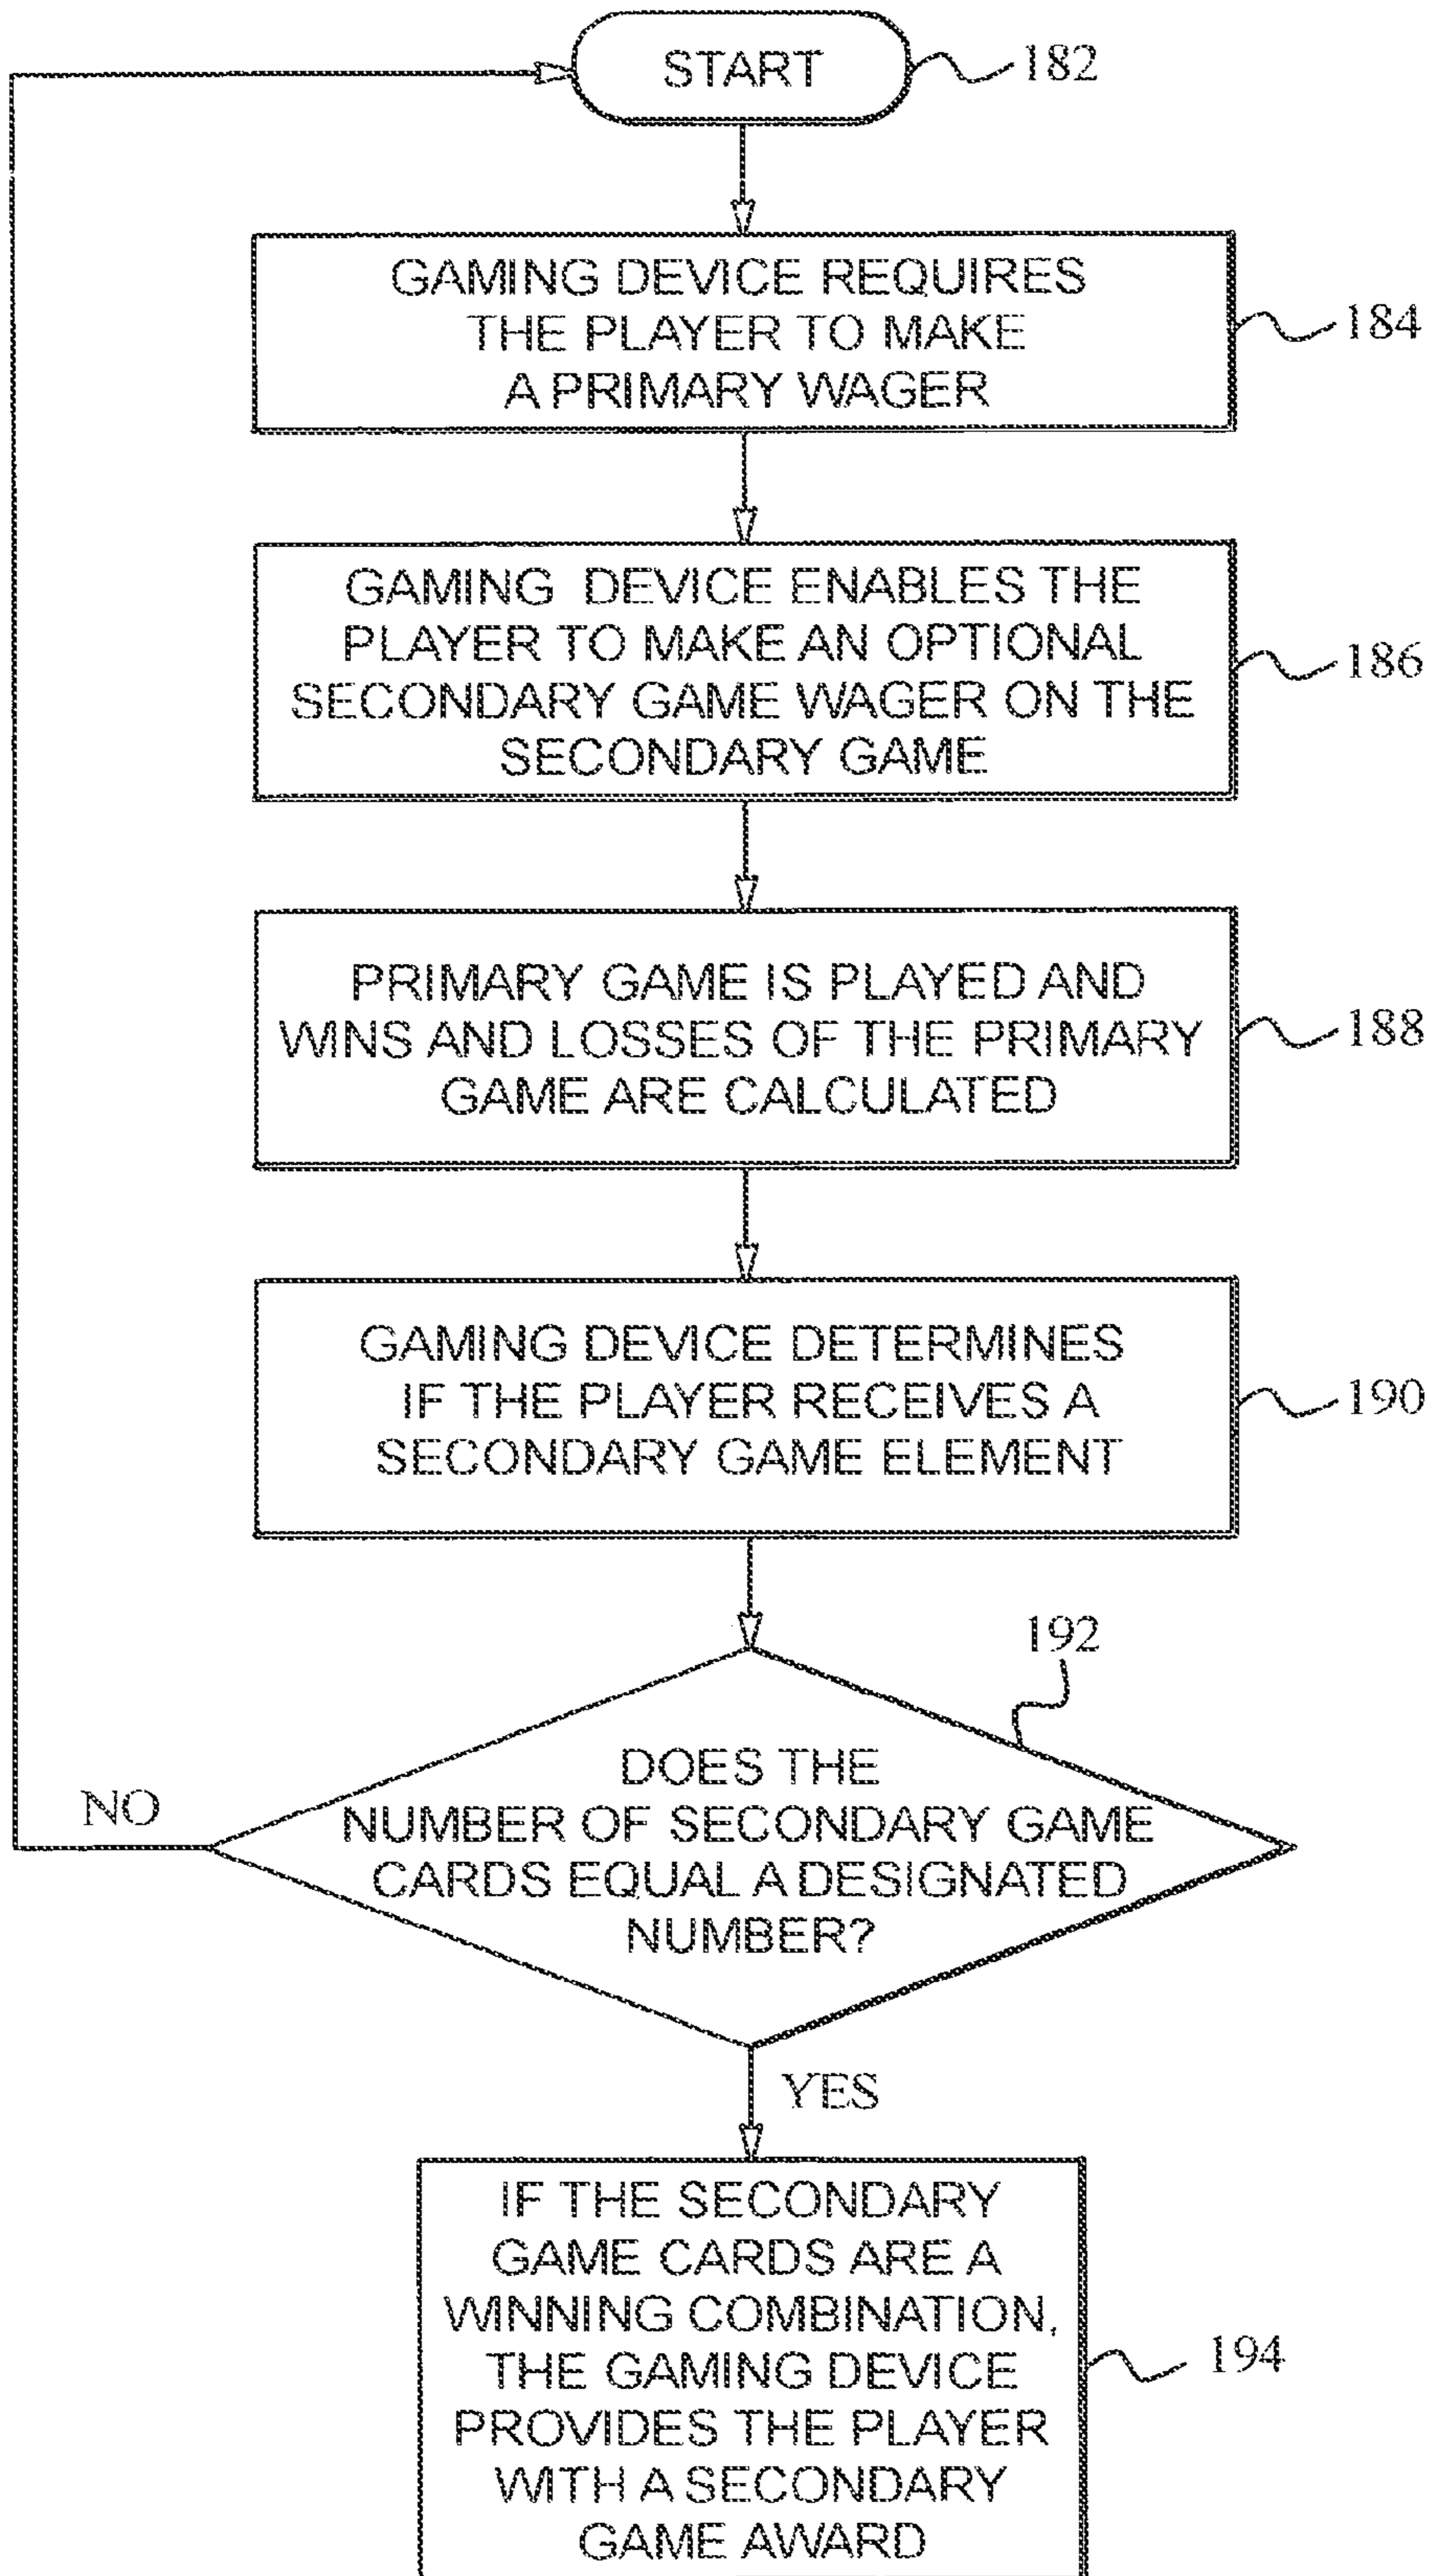 START
182
GAMING DEVICE REQUIRES
THE PLAYER TO MAKE
A PRIMARY WAGER
184
GAMING DEVICE ENABLES THE
PLAYER TO MAKE AN OPTIONAL
SECONDARY GAME WAGER ON THE
SECONDARY GAME
186
PRIMARY GAME IS PLAYED AND
WINS AND LOSSES OF THE PRIMARY
GAME ARE CALCULATED
188
GAMING DEVICE DETERMINES
IF THE PLAYER RECEIVES A
SECONDARY GAME ELEMENT
190
192
DOES THE
NUMBER OF SECONDARY GAME
CARDS EQUAL A DESIGNATED
NUMBER?
NO
YES
IF THE SECONDARY
GAME CARDS ARE A
WINNING COMBINATION,
THE GAMING DEVICE
PROVIDES THE PLAYER
WITH A SECONDARY
GAME AWARD
194